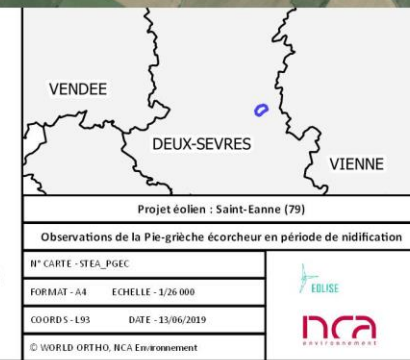 VENDEE
DEUX-SEVRES
VIENNE
Projet éolien : Saint-Eanne (79)
Observations de la Pie-grièche écorcheur en période de nidification
N° CARTE - STEA_PGEC
FORMAT - A4 ECHELLE - 1/26 000
COORDS - L93 DATE - 13/06/2019
© WORLD ORTHO, NCA Environnement
EOLISE
nca
environnement